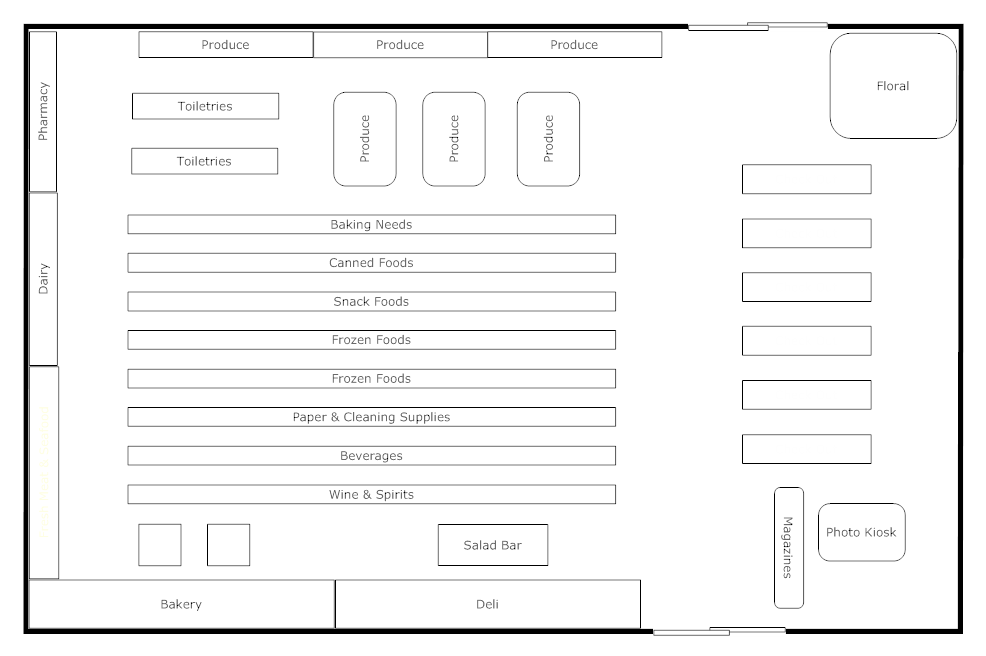 Produce
Produce
Produce
Floral
Pharmacy
Toiletries
Toiletries
Produce
Produce
Produce
Baking Needs
Canned Foods
Dairy
Snack Foods
Frozen Foods
Frozen Foods
Paper & Cleaning Supplies
Beverages
Wine & Spirits
Salad Bar
Magazines
Photo Kiosk
Bakery
Deli